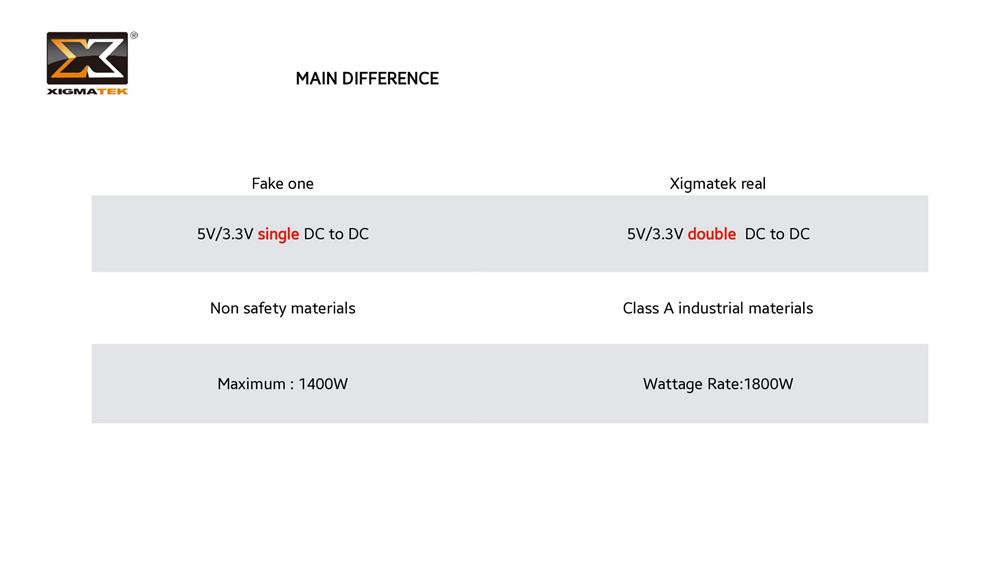 ®
XIGMATEK
MAIN DIFFERENCE
Fake one Xigmatek real
5V/3.3V single DC to DC 5V/3.3V double DC to DC
Non safety materials Class A industrial materials
Maximum : 1400W Wattage Rate:1800W